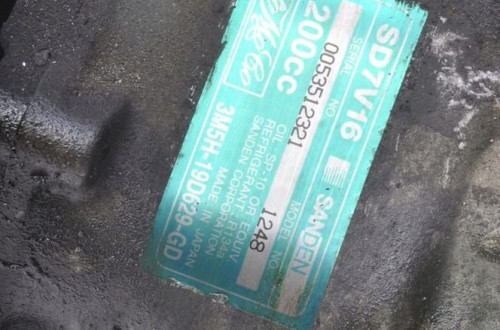 SD7V16
SANDEN
SERIAL NO
MODEL NO
0053512321
1248
200CC
OIL SP-10 OR EQUIV
REFRIGERANT R134a
SANDEN CORPORATION
MADE IN JAPAN
3M5H-19D629-GD